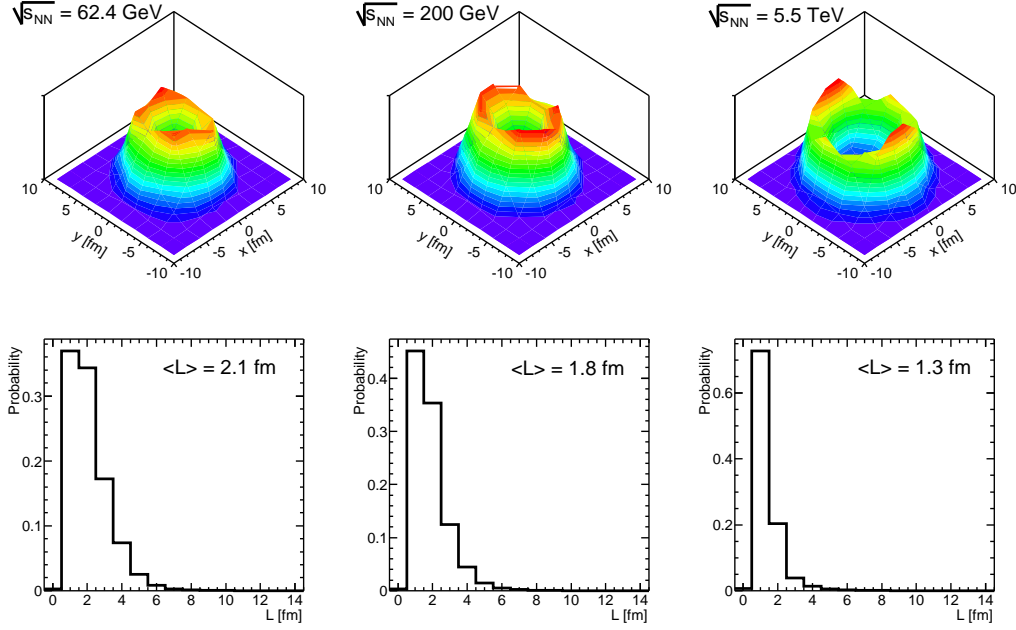 √s_NN = 62.4 GeV
10
5
0
-5
-10
y [fm]
10
5
0
-5
-10
x [fm]
√s_NN = 200 GeV
10
5
0
-5
-10
y [fm]
10
5
0
-5
-10
x [fm]
√s_NN = 5.5 TeV
10
5
0
-5
-10
y [fm]
10
5
0
-5
-10
x [fm]
Probability
<L> = 2.1 fm
0.3
0.2
0.1
0
0 2 4 6 8 10 12 14
L [fm]
Probability
<L> = 1.8 fm
0.4
0.3
0.2
0.1
0
0 2 4 6 8 10 12 14
L [fm]
Probability
<L> = 1.3 fm
0.6
0.4
0.2
0
0 2 4 6 8 10 12 14
L [fm]